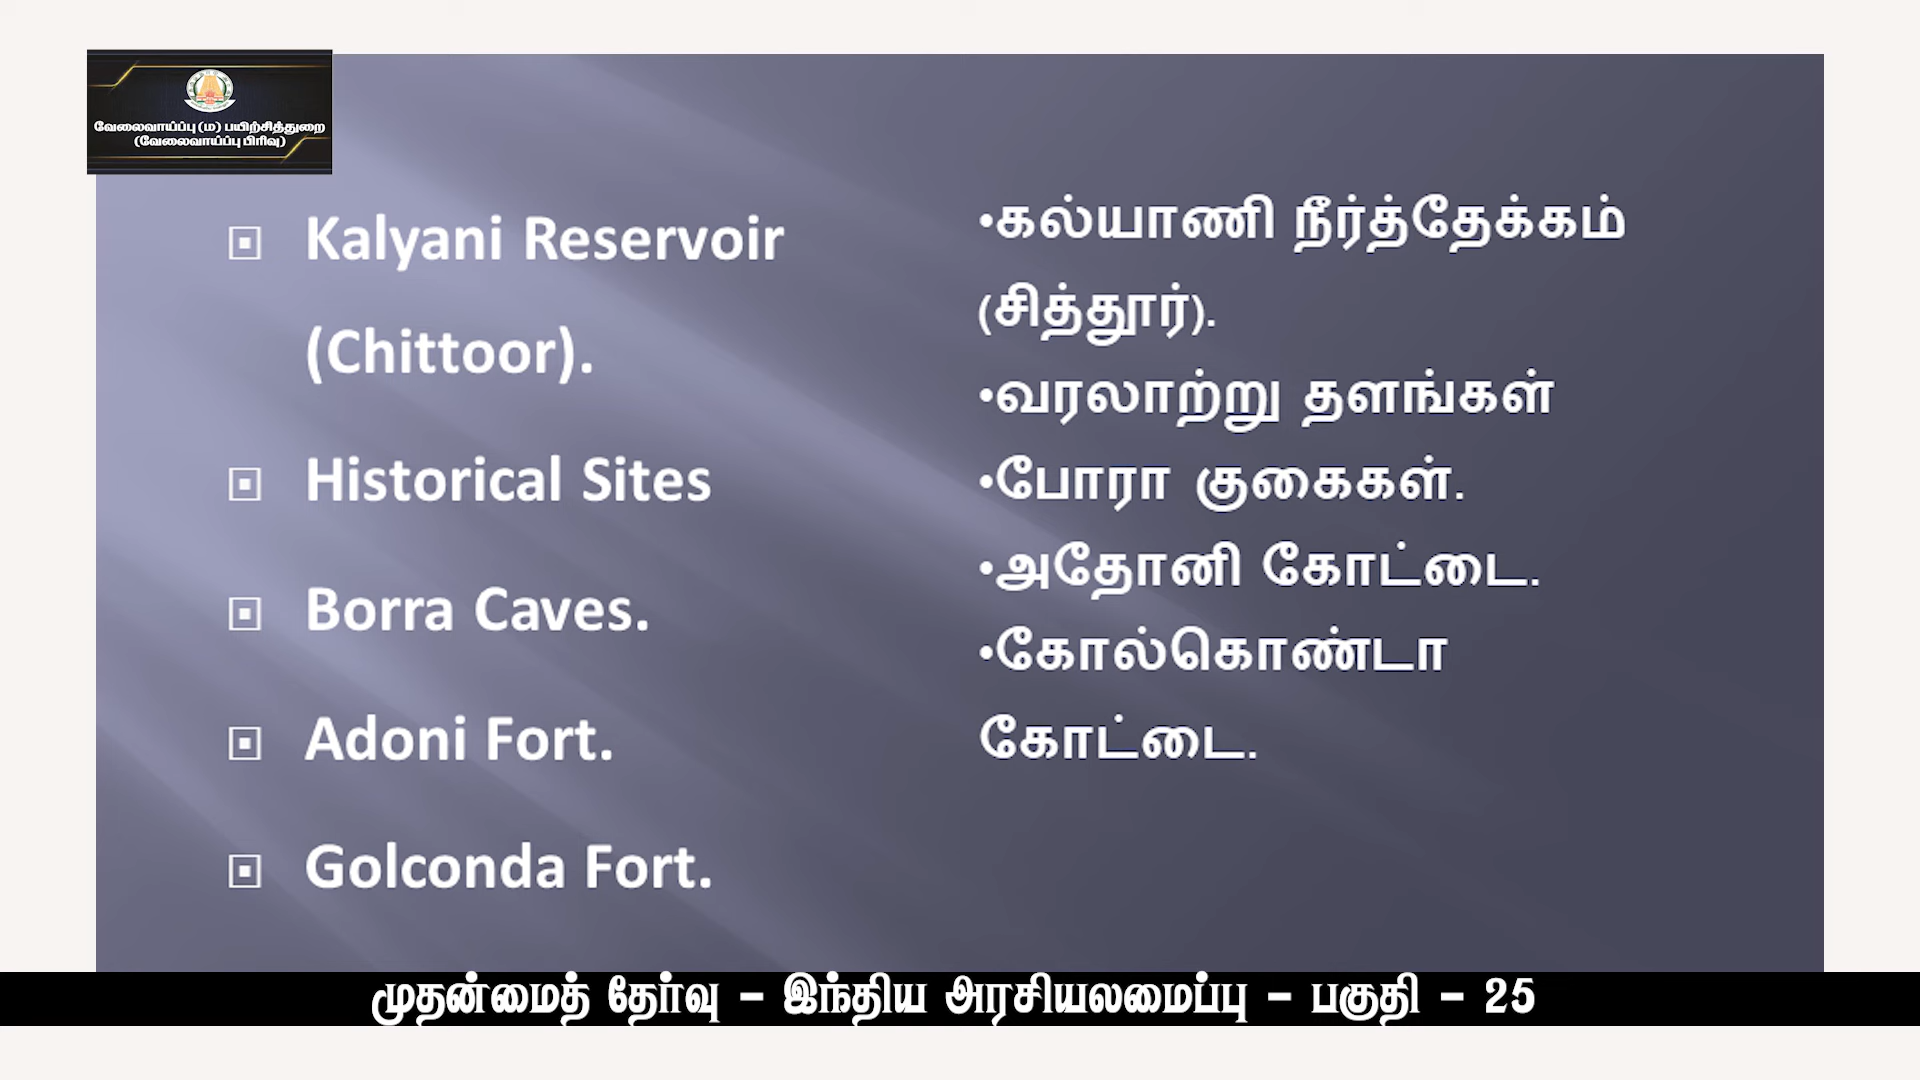 வேலைவாய்ப்பு (ம) பயிற்சித்துறை
(வேலைவாய்ப்பு பிரிவு)
Kalyani Reservoir
(Chittoor).
Historical Sites
Borra Caves.
Adoni Fort.
Golconda Fort.
•கல்யாணி நீர்த்தேக்கம்
(சித்தூர்).
•வரலாற்று தளங்கள்
•போரா குகைகள்.
•அதோனி கோட்டை.
•கோல்கொண்டா
கோட்டை.
முதன்மைத் தேர்வு – இந்திய அரசியலமைப்பு – பகுதி – 25